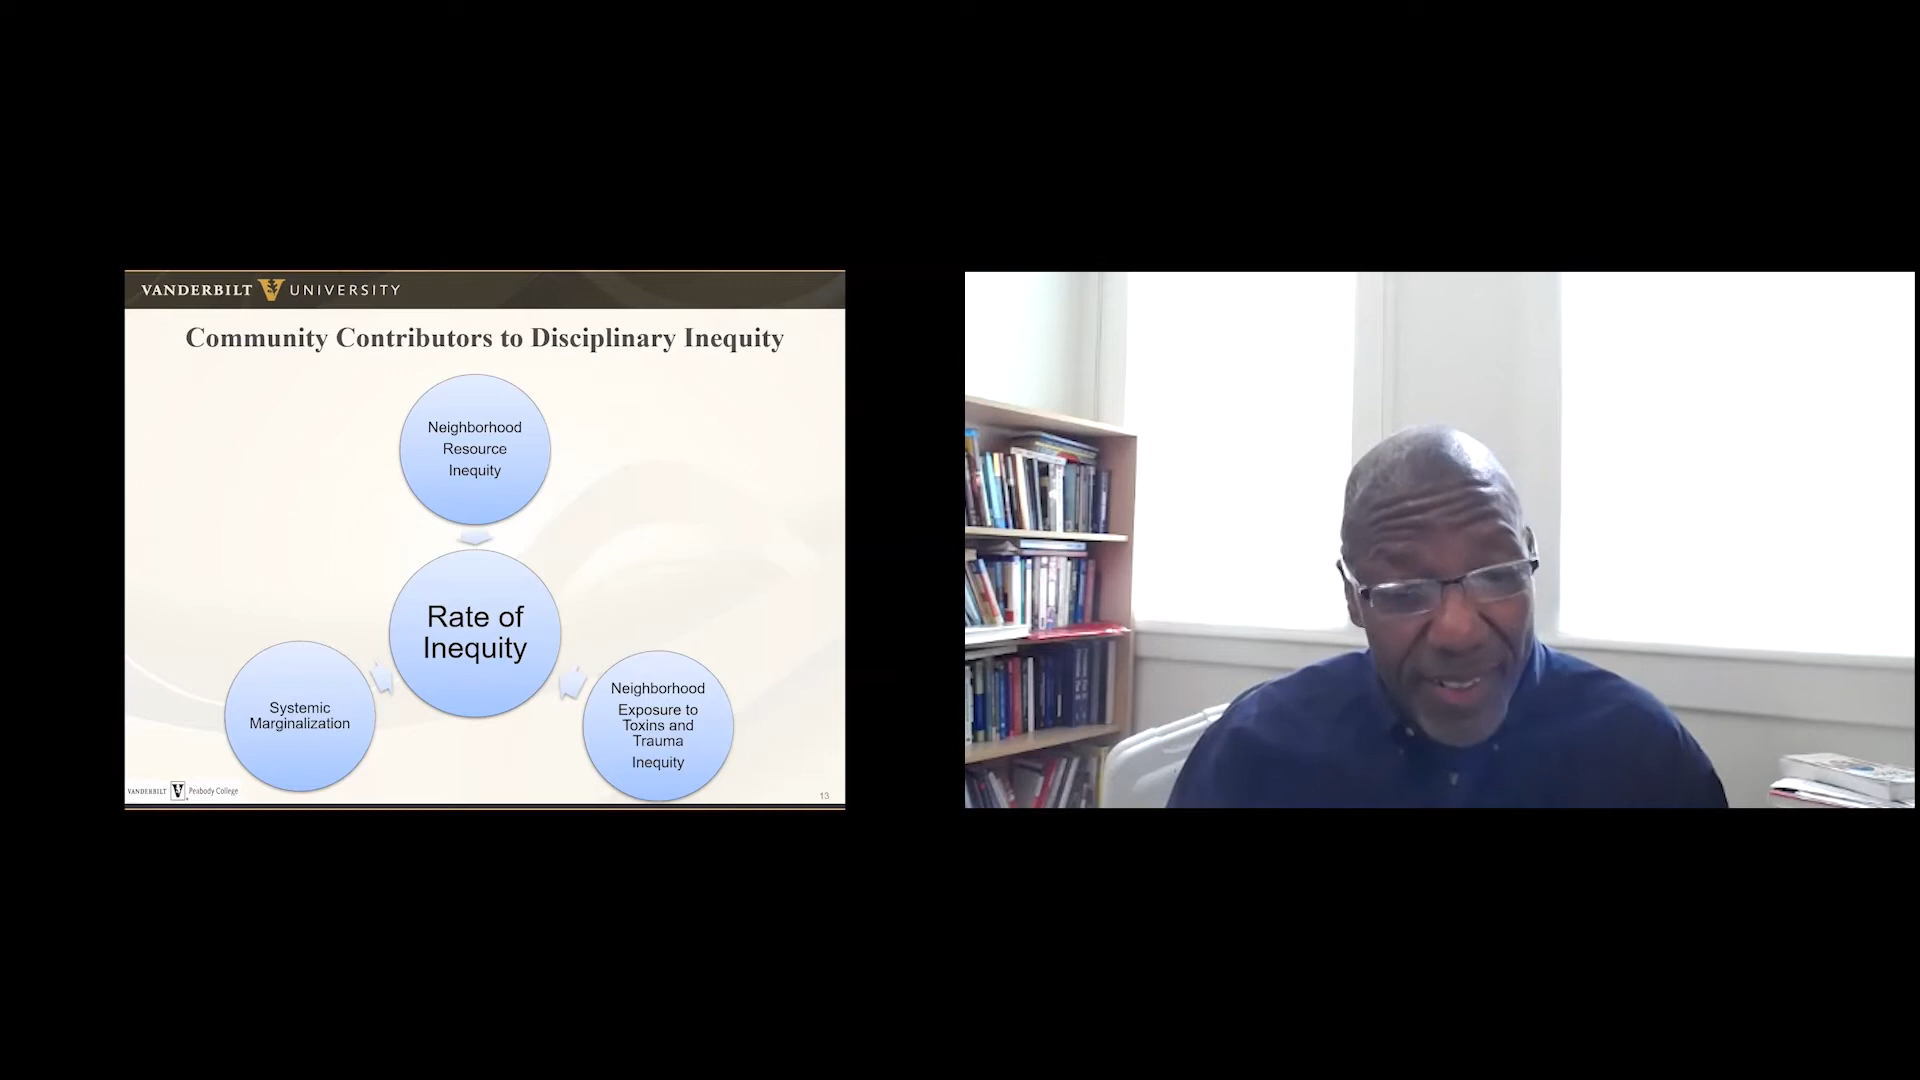 VANDERBILT UNIVERSITY
Community Contributors to Disciplinary Inequity
Neighborhood
Resource
Inequity
Rate of
Inequity
Systemic
Marginalization
Neighborhood
Exposure to
Toxins and
Trauma
Inequity
VANDERBILT Peabody College
13